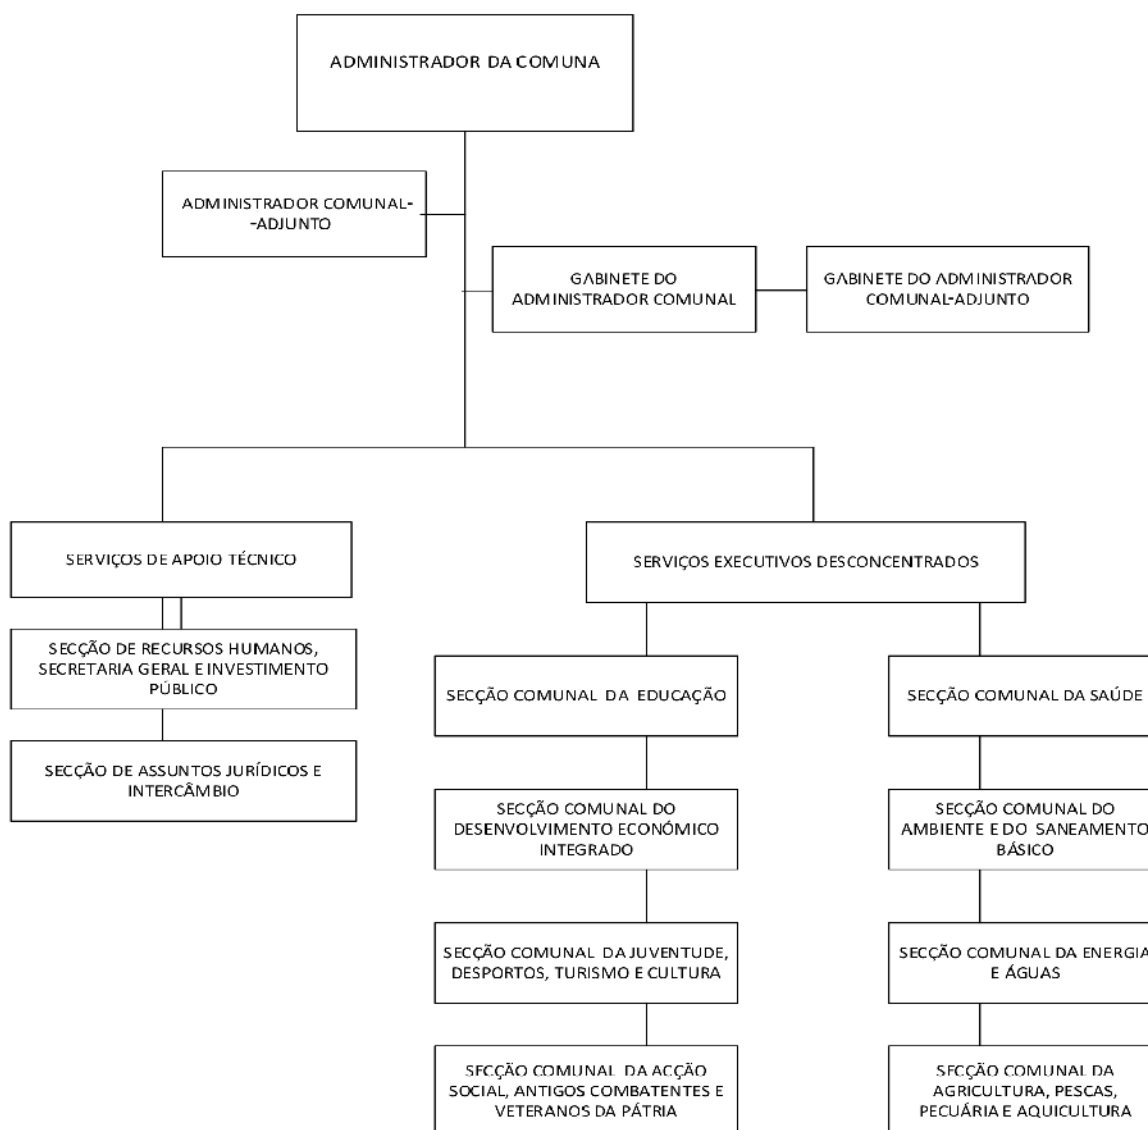 ADMINISTRADOR DA COMUNA
ADMINISTRADOR COMUNAL-
-ADJUNTO
GABINETE DO
ADMINISTRADOR COMUNAL
GABINETE DO ADMINISTRADOR
COMUNAL-ADJUNTO
SERVIÇOS DE APOIO TÉCNICO
SECÇÃO DE RECURSOS HUMANOS,
SECRETARIA GERAL E INVESTIMENTO
PÚBLICO
SECÇÃO DE ASSUNTOS JURÍDICOS E
INTERCÂMBIO
SERVIÇOS EXECUTIVOS DESCONCENTRADOS
SECÇÃO COMUNAL DA EDUCAÇÃO
SECÇÃO COMUNAL DO
DESENVOLVIMENTO ECONÓMICO
INTEGRADO
SECÇÃO COMUNAL DA JUVENTUDE,
DESPORTOS, TURISMO E CULTURA
SECÇÃO COMUNAL DA ACÇÃO
SOCIAL, ANTIGOS COMBATENTES E
VETERANOS DA PÁTRIA
SECÇÃO COMUNAL DA SAÚDE
SECÇÃO COMUNAL DO
AMBIENTE E DO SANEAMENTO
BÁSICO
SECÇÃO COMUNAL DA ENERGIA
E ÁGUAS
SECÇÃO COMUNAL DA
AGRICULTURA, PESCAS,
PECUÁRIA E AQUICULTURA